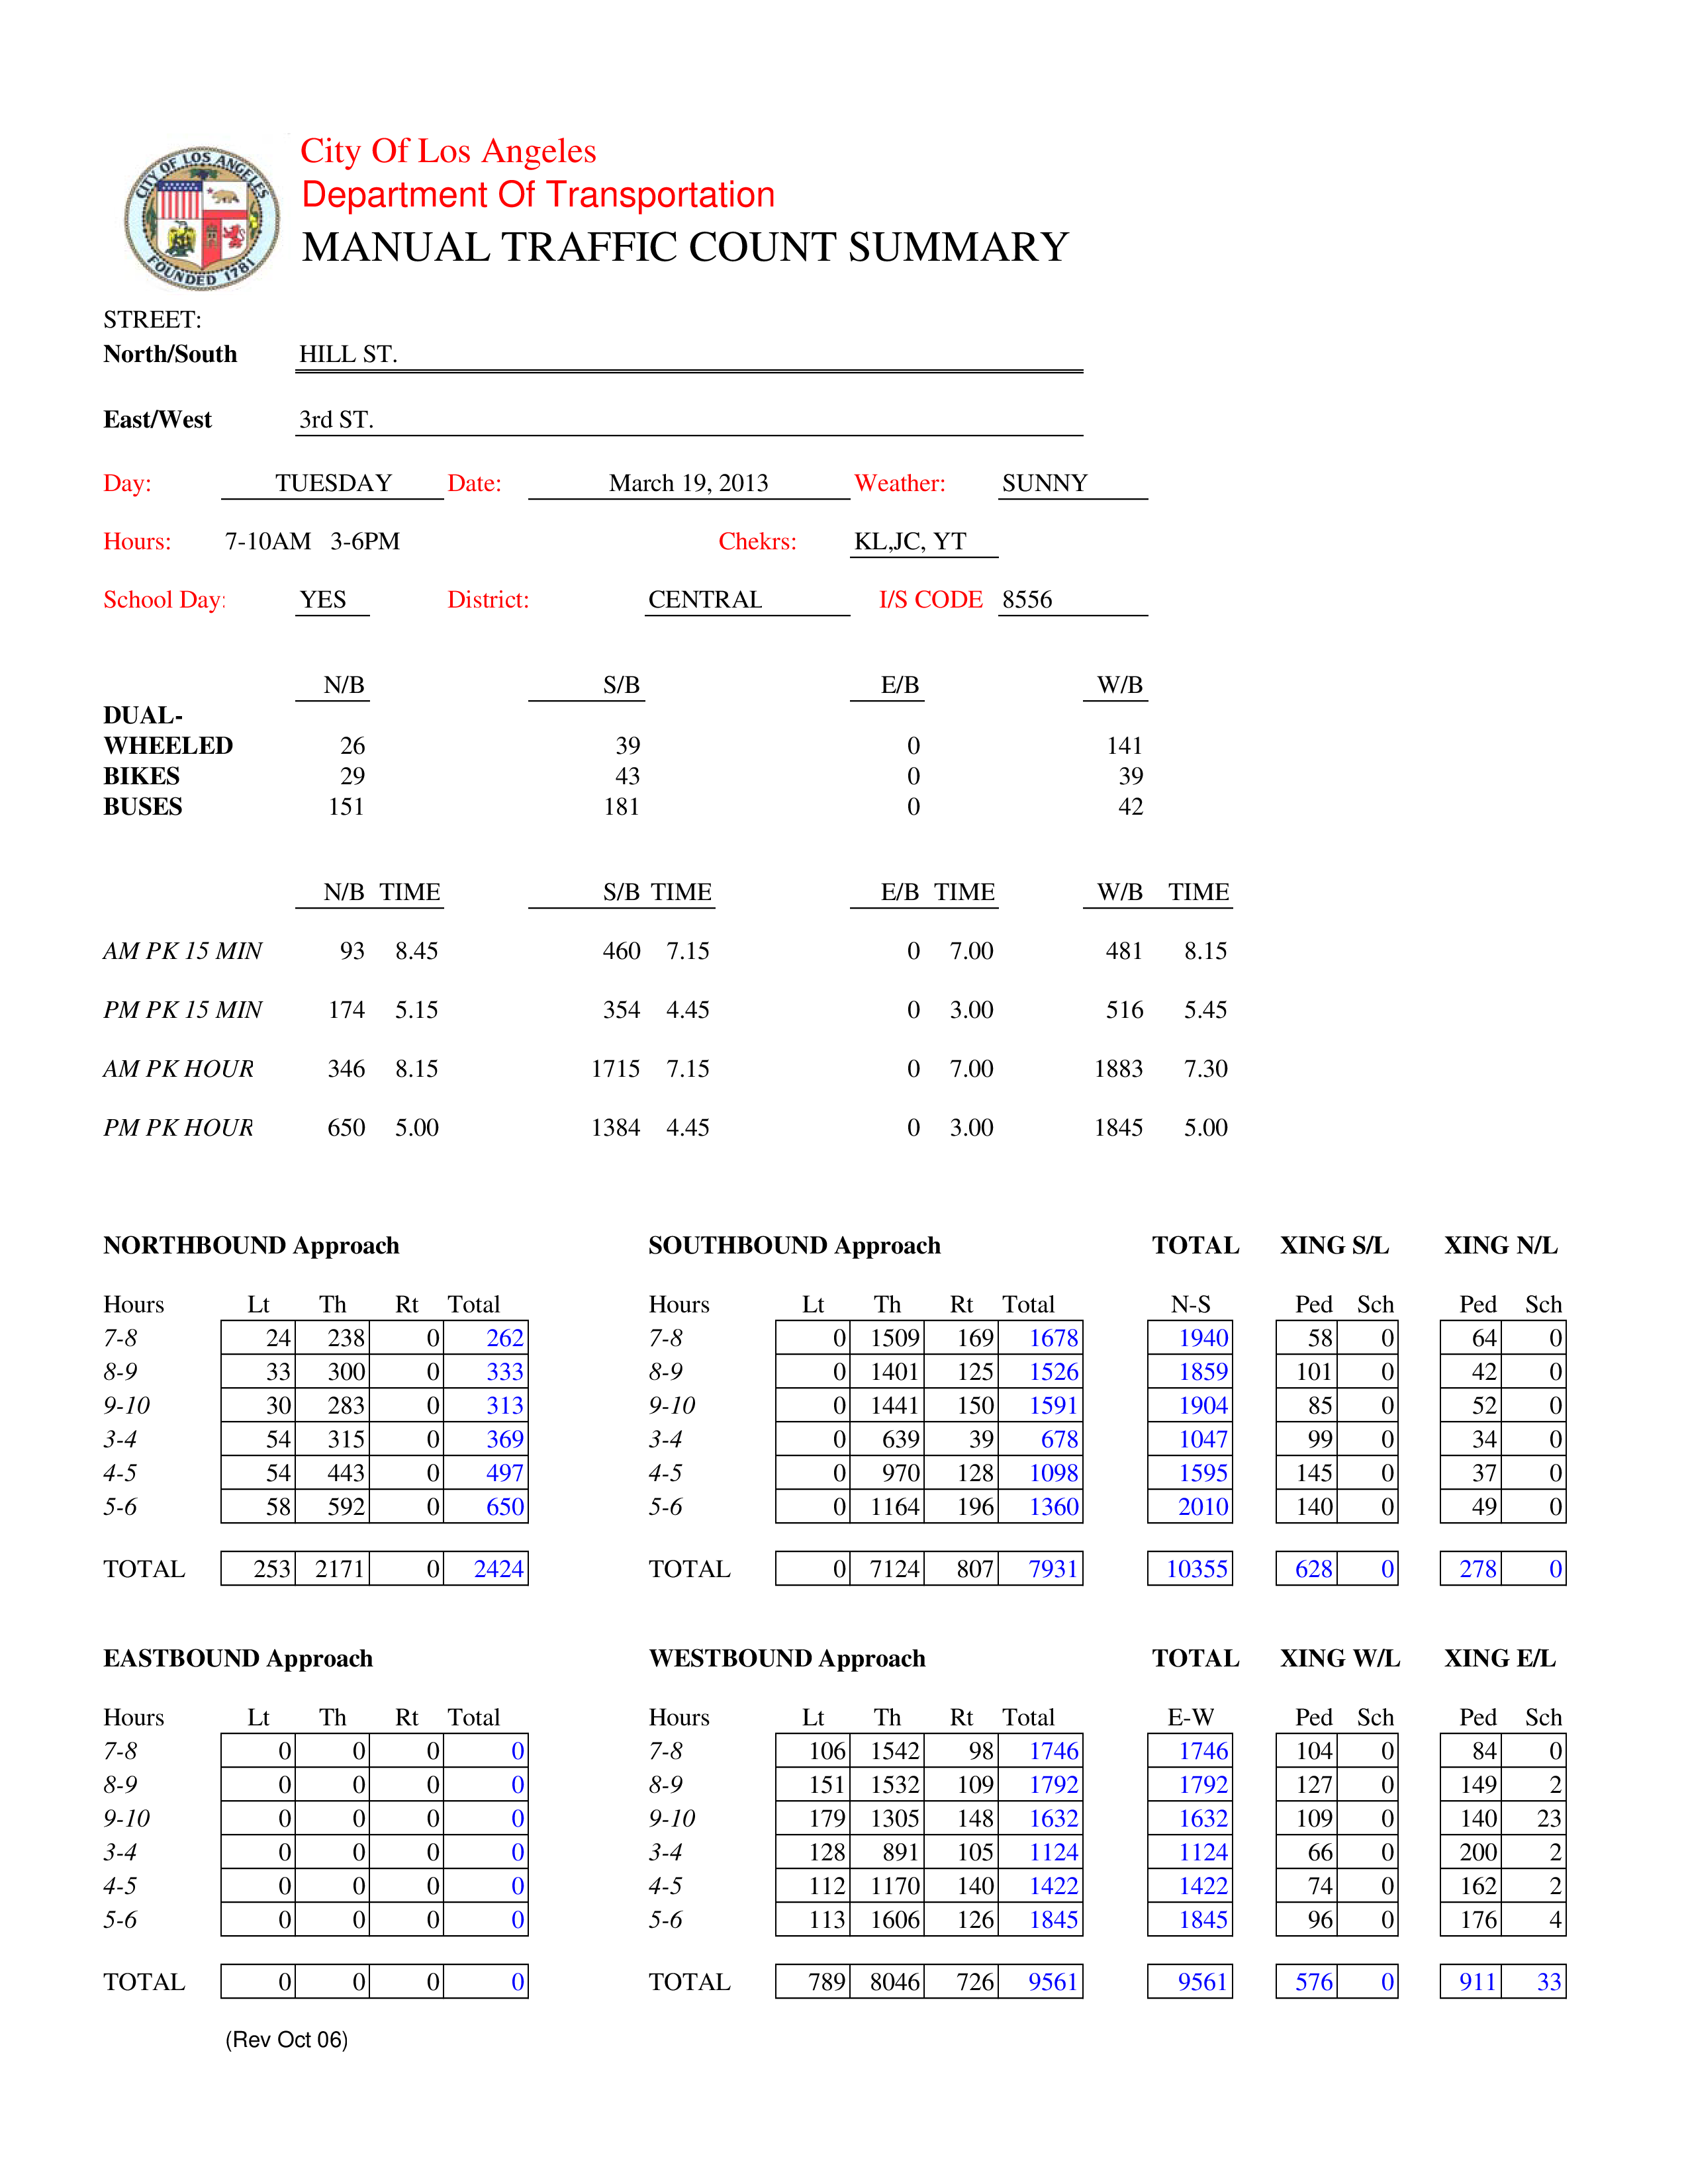 CITY OF LOS ANGELES
FOUNDED 1781
City Of Los Angeles
Department Of Transportation
MANUAL TRAFFIC COUNT SUMMARY
STREET:
North/South HILL ST.
East/West 3rd ST.
Day: TUESDAY Date: March 19, 2013 Weather: SUNNY
Hours: 7-10AM 3-6PM Chekrs: KL,JC, YT
School Day: YES District: CENTRAL I/S CODE 8556
N/B S/B E/B W/B
DUAL-
WHEELED 26 39 0 141
BIKES 29 43 0 39
BUSES 151 181 0 42
N/B TIME S/B TIME E/B TIME W/B TIME
AM PK 15 MIN 93 8.45 460 7.15 0 7.00 481 8.15
PM PK 15 MIN 174 5.15 354 4.45 0 3.00 516 5.45
AM PK HOUR 346 8.15 1715 7.15 0 7.00 1883 7.30
PM PK HOUR 650 5.00 1384 4.45 0 3.00 1845 5.00
NORTHBOUND Approach SOUTHBOUND Approach TOTAL XING S/L XING N/L
Hours Lt Th Rt Total Hours Lt Th Rt Total N-S Ped Sch Ped Sch
7-8 24 238 0 262 7-8 0 1509 169 1678 1940 58 0 64 0
8-9 33 300 0 333 8-9 0 1401 125 1526 1859 101 0 42 0
9-10 30 283 0 313 9-10 0 1441 150 1591 1904 85 0 52 0
3-4 54 315 0 369 3-4 0 639 39 678 1047 99 0 34 0
4-5 54 443 0 497 4-5 0 970 128 1098 1595 145 0 37 0
5-6 58 592 0 650 5-6 0 1164 196 1360 2010 140 0 49 0
TOTAL 253 2171 0 2424 TOTAL 0 7124 807 7931 10355 628 0 278 0
EASTBOUND Approach WESTBOUND Approach TOTAL XING W/L XING E/L
Hours Lt Th Rt Total Hours Lt Th Rt Total E-W Ped Sch Ped Sch
7-8 0 0 0 0 7-8 106 1542 98 1746 1746 104 0 84 0
8-9 0 0 0 0 8-9 151 1532 109 1792 1792 127 0 149 2
9-10 0 0 0 0 9-10 179 1305 148 1632 1632 109 0 140 23
3-4 0 0 0 0 3-4 128 891 105 1124 1124 66 0 200 2
4-5 0 0 0 0 4-5 112 1170 140 1422 1422 74 0 162 2
5-6 0 0 0 0 5-6 113 1606 126 1845 1845 96 0 176 4
TOTAL 0 0 0 0 TOTAL 789 8046 726 9561 9561 576 0 911 33
(Rev Oct 06)